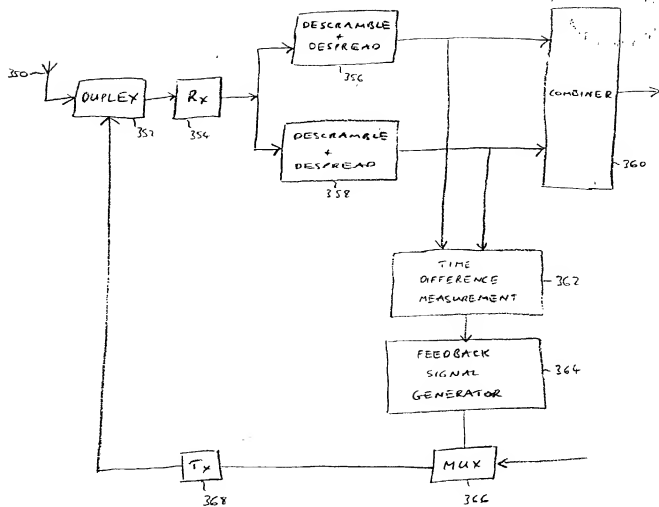 DESCRAMBLE
+
DESPREAD
356
350
DUPLEX
352
Rx
354
COMBINER
360
DESCRAMBLE
+
DESPREAD
358
TIME
DIFFERENCE
MEASUREMENT
362
FEEDBACK
SIGNAL
GENERATOR
364
Tx
368
MUX
366